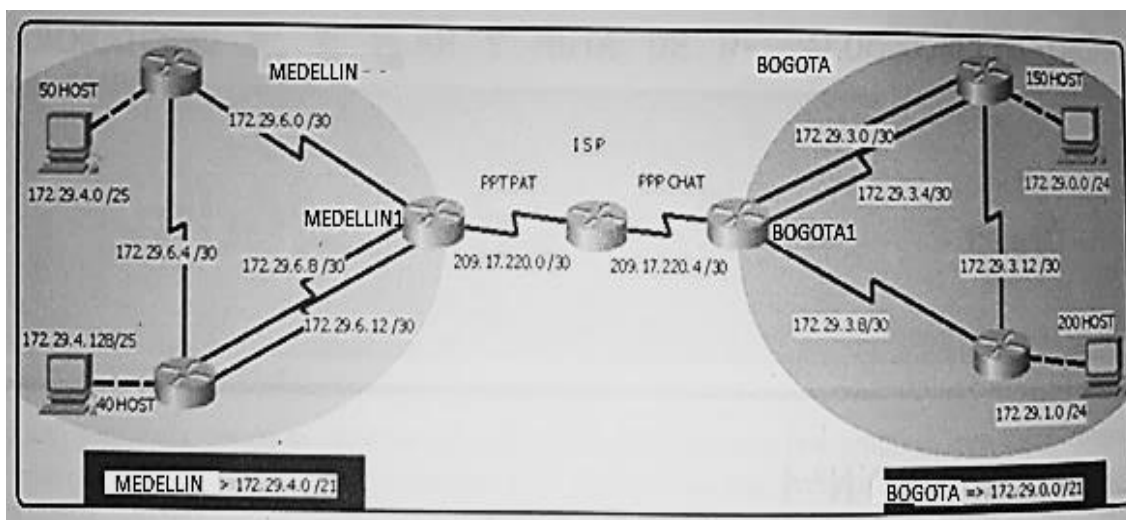 MEDELLIN
BOGOTA
50 HOST
150 HOST
172.29.6.0 /30
172.29.3.0 /30
ISP
172.29.4.0 /25
PPTPAT
PPP CHAT
172.29.3.4/30
172.29.0.0 /24
MEDELLIN1
BOGOTA1
172.29.6.4 /30
172.29.6.8 /30
209.17.220.0 /30
209.17.220.4 /30
172.29.3.12 /30
172.29.4.128/25
172.29.6.12 /30
172.29.3.8/30
200 HOST
40 HOST
172.29.1.0 /24
MEDELLIN > 172.29.4.0 /21
BOGOTA => 172.29.0.0 /21